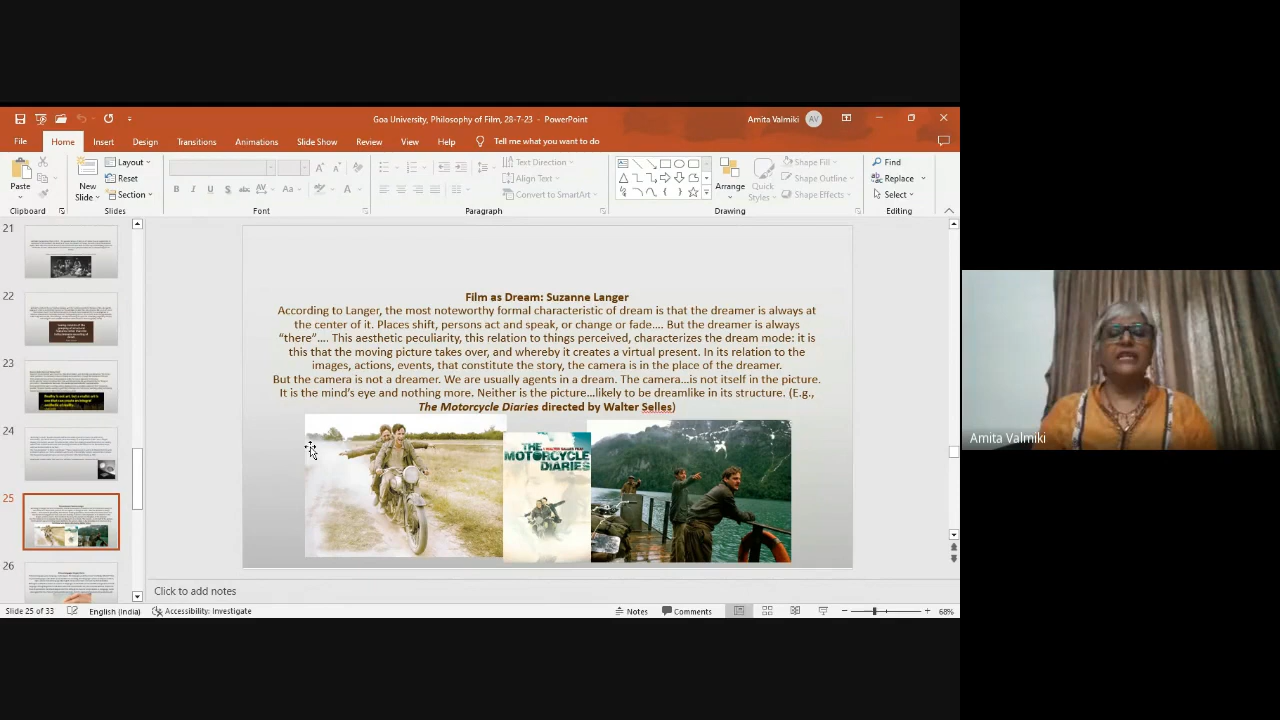 Goa University, Philosophy of Film, 28-7-23 - PowerPoint
Amita Valmiki
AV
File
Home
Insert
Design
Transitions
Animations
Slide Show
Review
View
Help
Tell me what you want to do
Paste
New
Slide
Layout
Reset
Section
Text Direction
Align Text
Convert to SmartArt
Arrange
Quick
Styles
Shape Fill
Shape Outline
Shape Effects
Find
Replace
Select
Clipboard
Slides
Font
Paragraph
Drawing
Editing
21
22
23
24
25
26
Film as Dream: Suzanne Langer
According to Langer, the most noteworthy formal characteristic of dream is that the dreamer is always at
the center of it. Places shift, persons act and speak, or change or fade.... But the dreamer is always
“there”.... This aesthetic peculiarity, this relation to things perceived, characterizes the dream mode: it is
this that the moving picture takes over, and whereby it creates a virtual present. In its relation to the
images, actions, events, that constitute the story, the camera is in the place of the dreamer.
But the camera is not a dreamer. We are usually agents in a dream. The camera...is not itself in the picture.
It is the mind’s eye and nothing more. Neither is the picture...likely to be dreamlike in its structure. (E.g.,
The Motorcycle Diaries directed by Walter Selles)
THE
MOTORCYCLE
DIARIES
Click to add notes
Slide 25 of 33
English (India)
Accessibility: Investigate
Notes
Comments
68%
Amita Valmiki